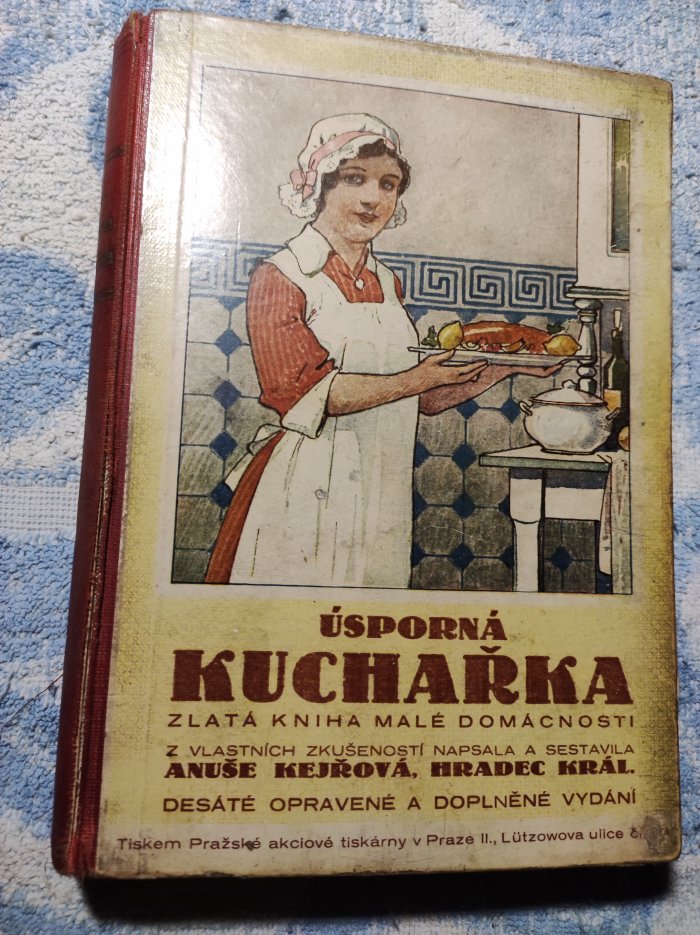 ÚSPORNÁ
KUCHAŘKA
ZLATÁ KNIHA MALÉ DOMÁCNOSTI
Z VLASTNÍCH ZKUŠENOSTÍ NAPSALA A SESTAVILA
ANUŠE KEJŘOVÁ, HRADEC KRÁL.
DESÁTÉ OPRAVENÉ A DOPLNĚNÉ VYDÁNÍ
Tiskem Pražské akciové tiskárny v Praze II., Lützowova ulice